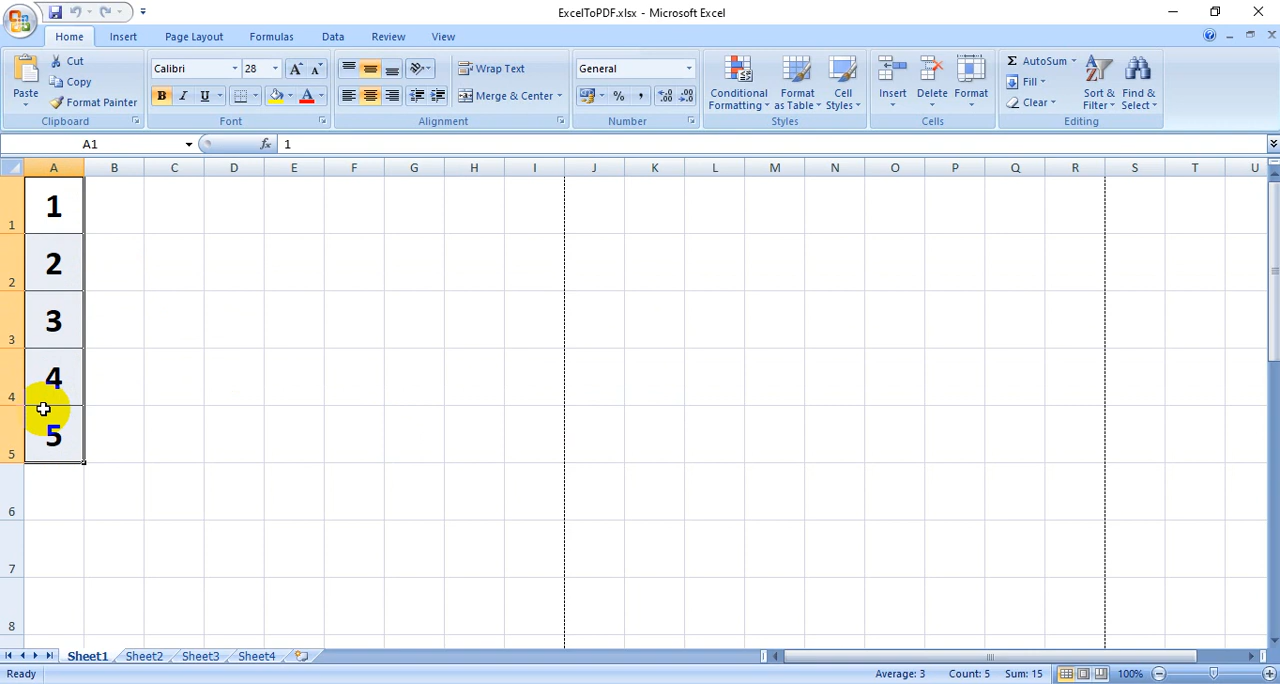 ExcelToPDF.xlsx - Microsoft Excel
Home Insert Page Layout Formulas Data Review View
Paste
Cut
Copy
Format Painter
Clipboard
Calibri 28
B I U
Font
Wrap Text
Merge & Center
Alignment
General
% ,
Number
Conditional Formatting
Format as Table
Cell Styles
Styles
Insert Delete Format
Cells
Σ AutoSum
Fill
Clear
Sort & Filter
Find & Select
Editing
A1 fx 1
A B C D E F G H I J K L M N O P Q R S T U
1 1
2 2
3 3
4 4
5 5
6
7
8
Sheet1 Sheet2 Sheet3 Sheet4
Ready Average: 3 Count: 5 Sum: 15 100%